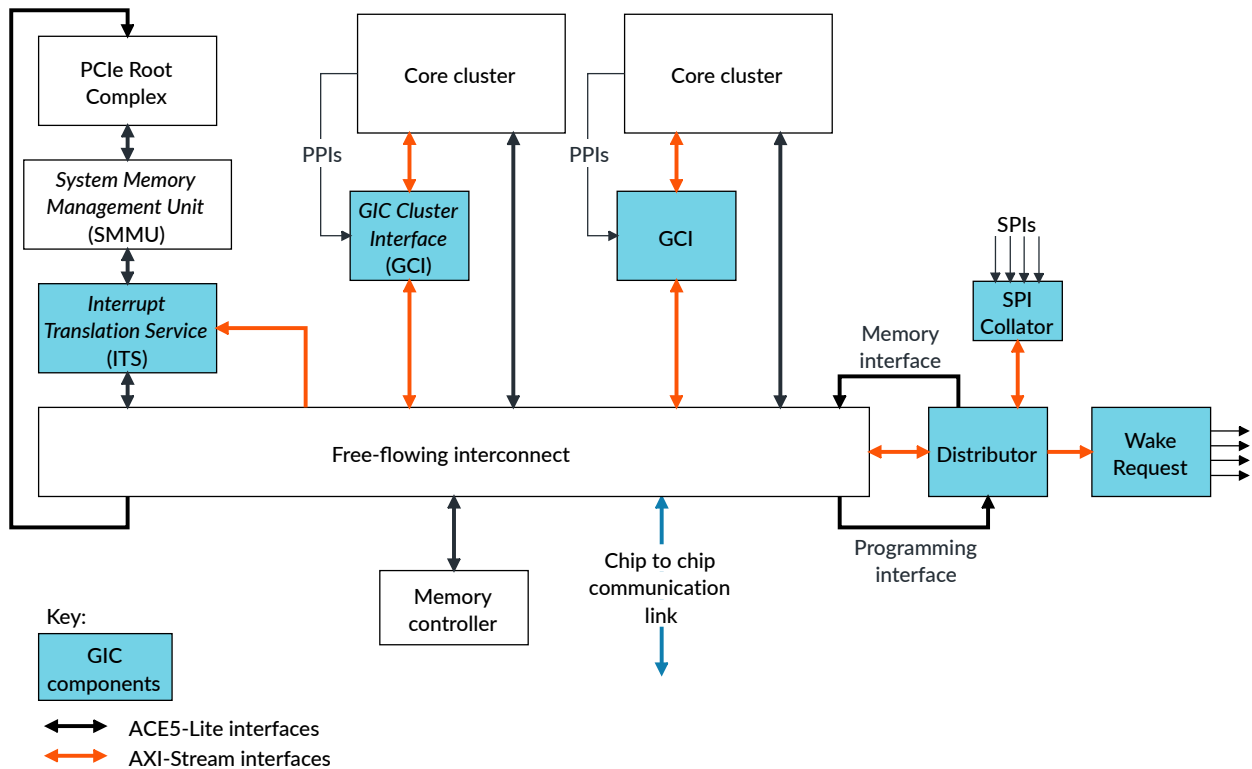 PCIe Root
Complex
System Memory
Management Unit
(SMMU)
Interrupt
Translation Service
(ITS)
Core cluster
PPIs
GIC Cluster
Interface
(GCI)
Core cluster
PPIs
GCI
SPIs
SPI
Collator
Memory
interface
Free-flowing interconnect
Distributor
Wake
Request
Programming
interface
Memory
controller
Chip to chip
communication
link
Key:
GIC
components
ACE5-Lite interfaces
AXI-Stream interfaces